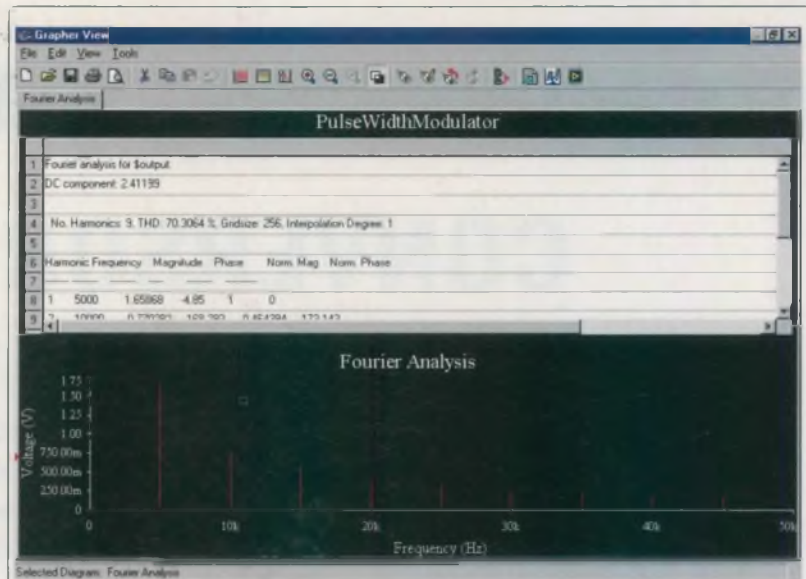 Grapher View
File Edit View Tools
Fourier Analysis
PulseWidthModulator
1 Fourier analysis for $output
2 DC component: 2.41199
3
4 No. Harmonics: 9, THD: 70.3064 %, Gridsize: 256, Interpolation Degree: 1
5
6 Harmonic Frequency Magnitude Phase Norm. Mag Norm. Phase
7 ------- ------- ---- ------ -------
8 1 5000 1.65868 -4.85 1 0
9 10000
Fourier Analysis
Voltage (V)
1.75
1.50
1.25
1.00
750.00m
500.00m
250.00m
0
0 10k 20k 30k 40k 50k
Frequency (Hz)
Selected Diagram: Fourier Analysis